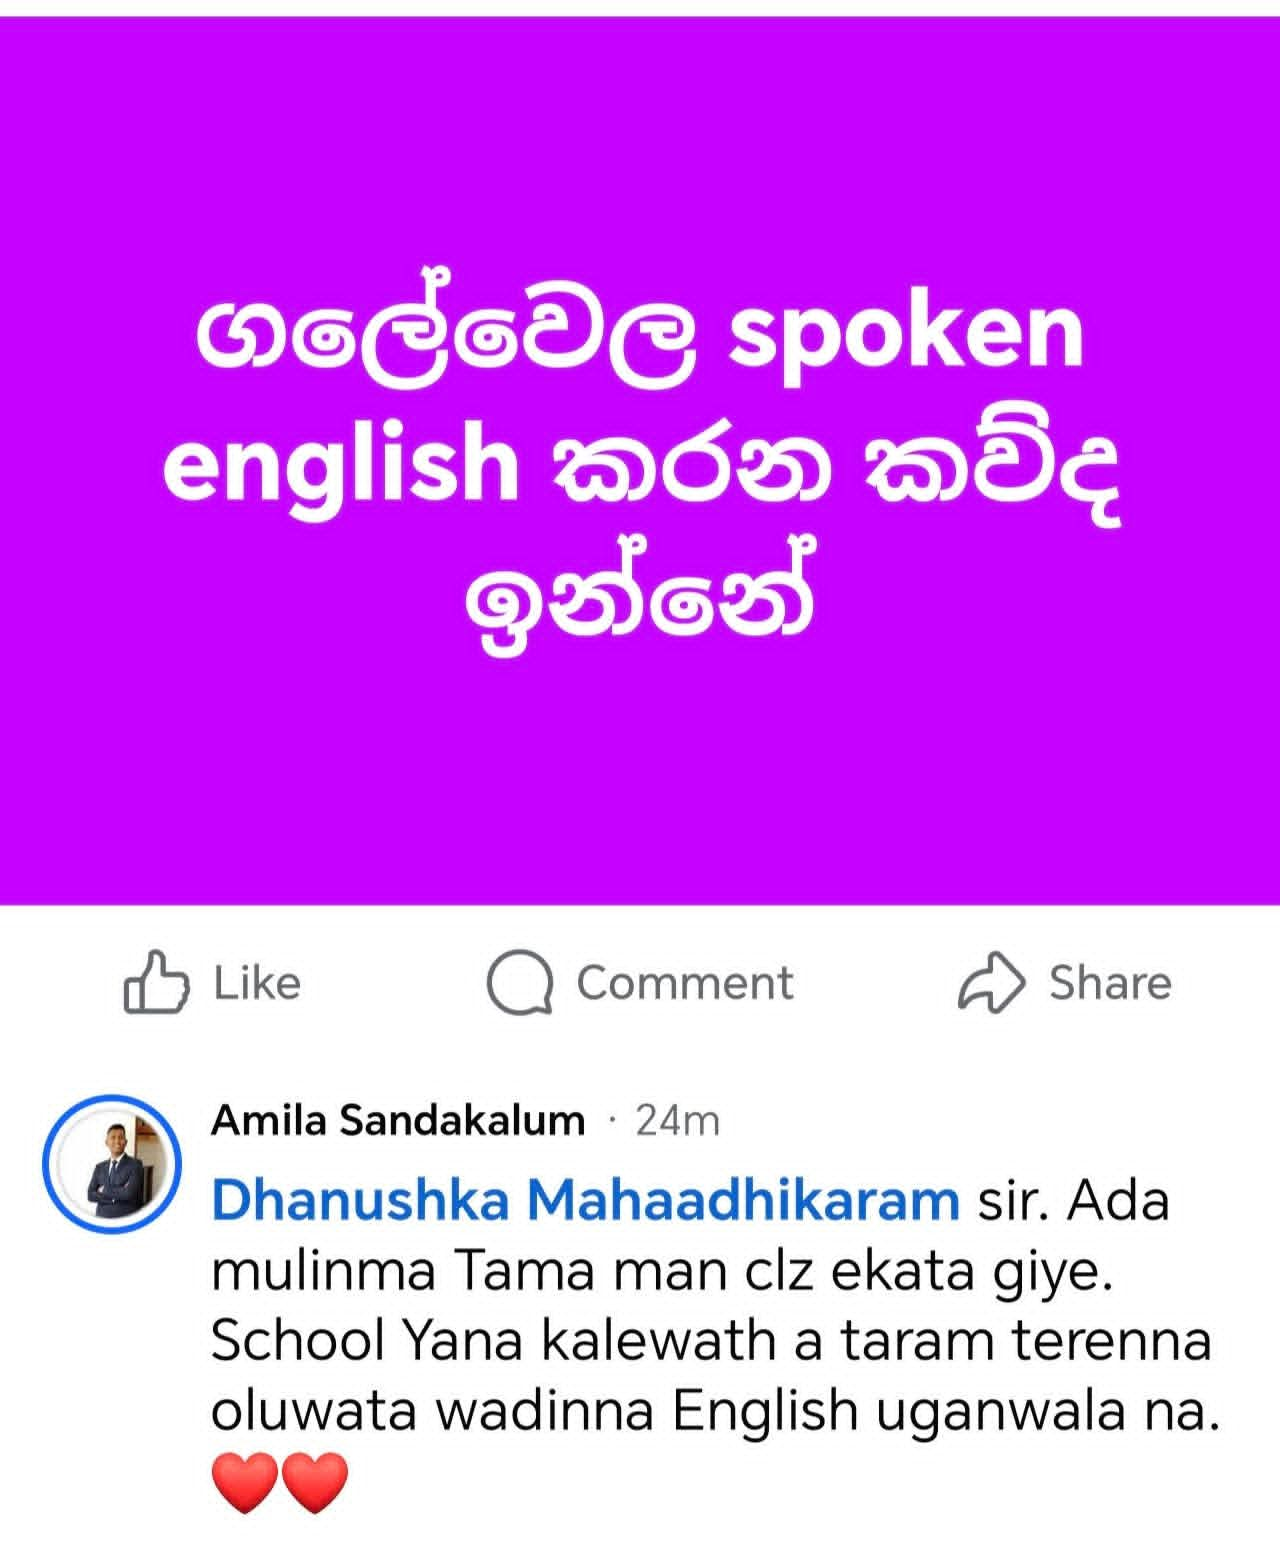 ගලේවෙල spoken
english කරන කව්ද
ඉන්නේ
Like
Comment
Share
Amila Sandakalum · 24m
Dhanushka Mahaadhikaram sir. Ada
mulinma Tama man clz ekata giye.
School Yana kalewath a taram terenna
oluwata wadinna English uganwala na.
❤️❤️